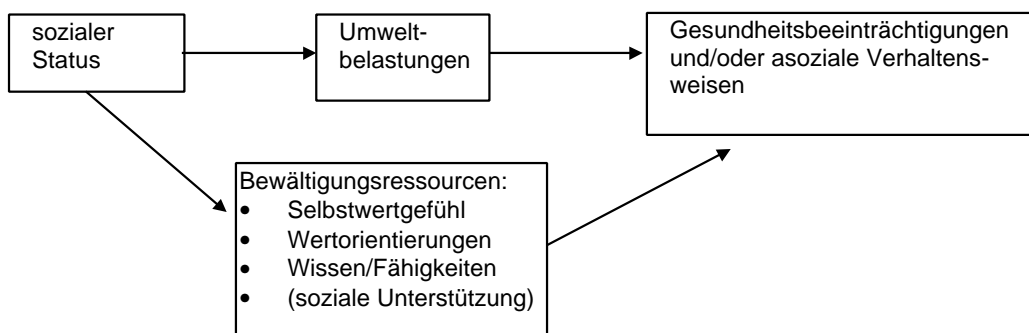 sozialer
Status
Umwelt-
belastungen
Gesundheitsbeeinträchtigungen
und/oder asoziale Verhaltens-
weisen
Bewältigungsressourcen:
• Selbstwertgefühl
• Wertorientierungen
• Wissen/Fähigkeiten
• (soziale Unterstützung)